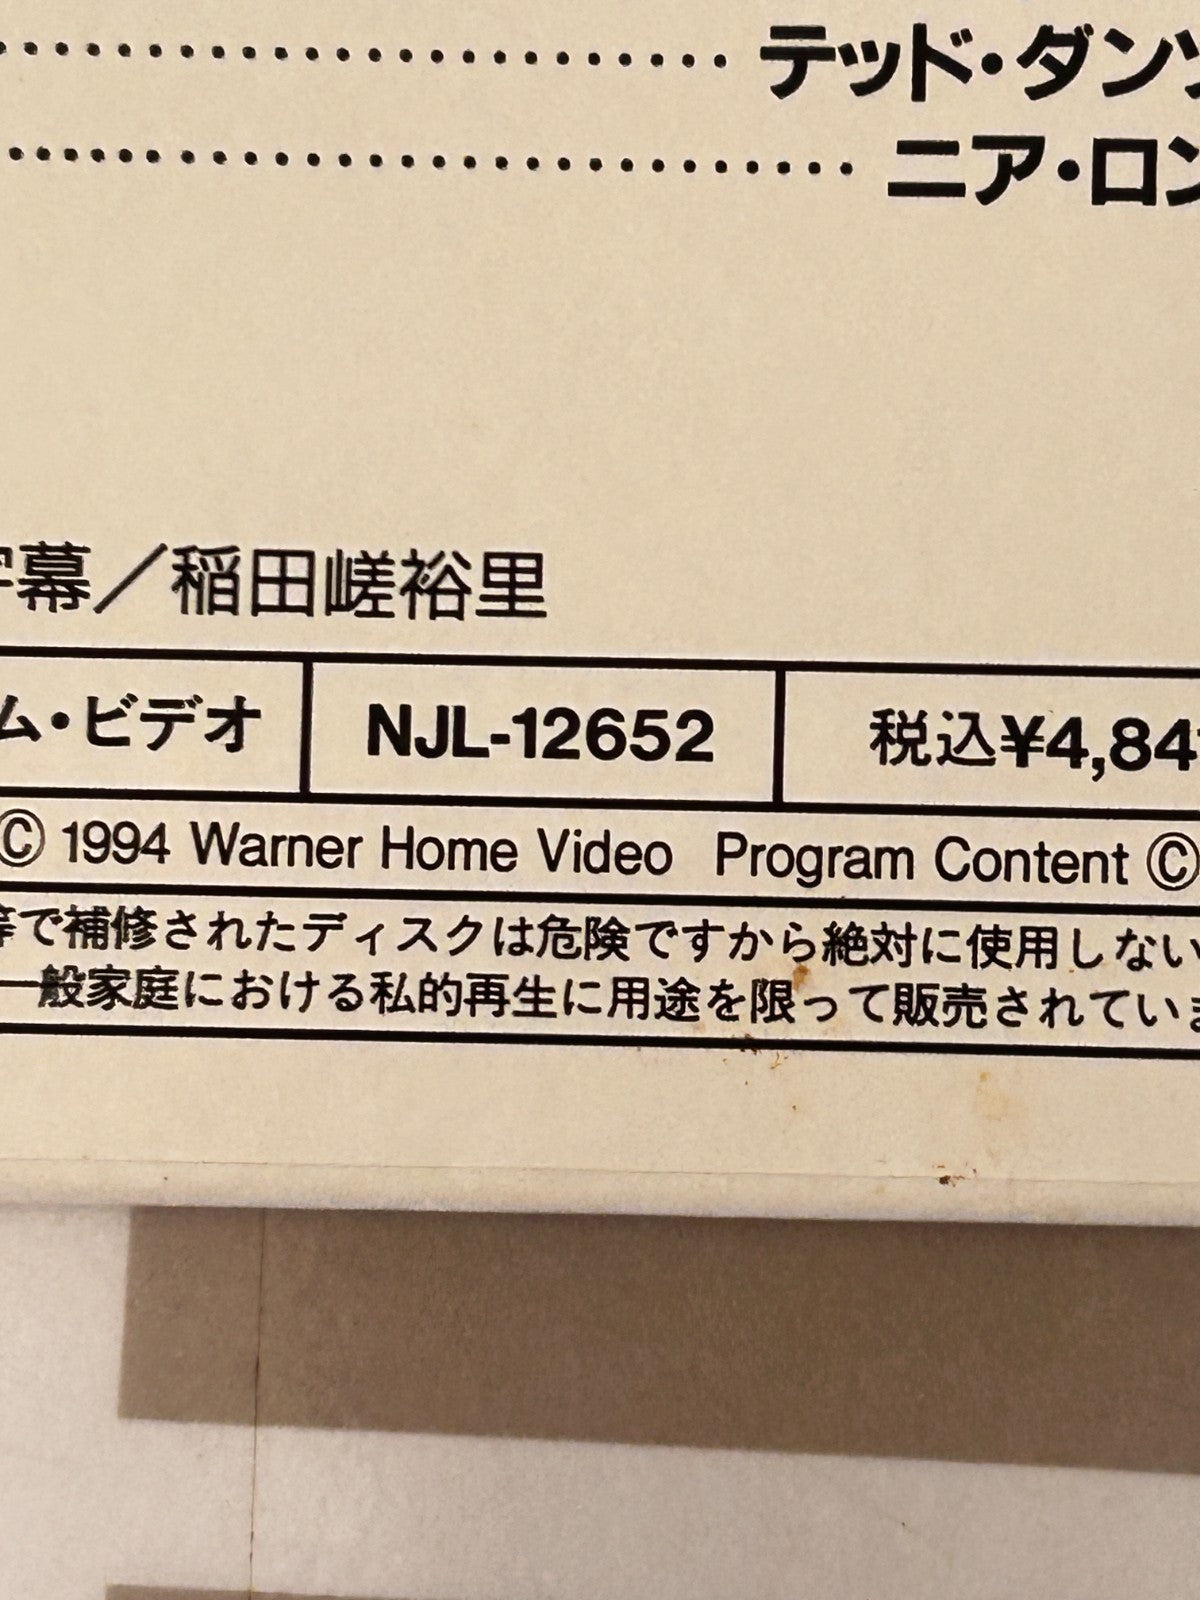 テッド・ダンソ
ニア・ロン
字幕／稲田嵯裕里
ム・ビデオ NJL-12652 税込¥4,84
Ⓒ 1994 Warner Home Video Program Content Ⓒ
等で補修されたディスクは危険ですから絶対に使用しない
一般家庭における私的再生に用途を限って販売されていま